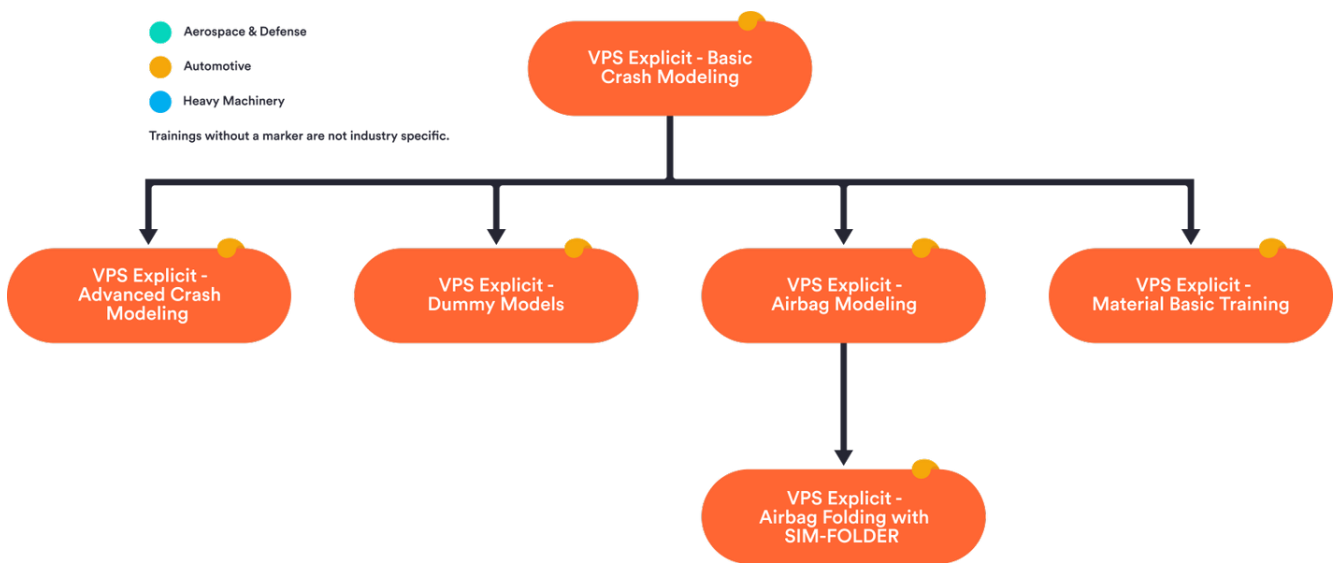 Aerospace & Defense
Automotive
Heavy Machinery
Trainings without a marker are not industry specific.
VPS Explicit - Basic
Crash Modeling
VPS Explicit -
Advanced Crash
Modeling
VPS Explicit -
Dummy Models
VPS Explicit -
Airbag Modeling
VPS Explicit -
Material Basic Training
VPS Explicit -
Airbag Folding with
SIM-FOLDER